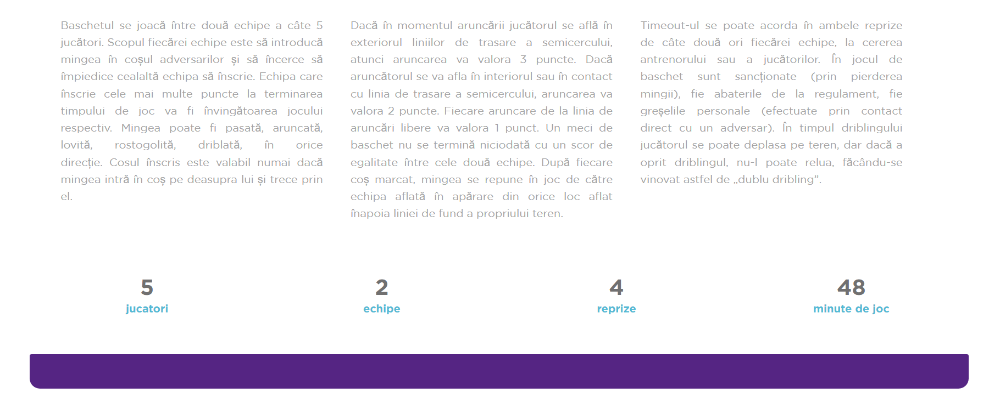 Baschetul se joacă între două echipe a câte 5
jucători. Scopul fiecărei echipe este să introducă
mingea în coșul adversarilor și să încerce să
împiedice cealaltă echipa să înscrie. Echipa care
înscrie cele mai multe puncte la terminarea
timpului de joc va fi învingătoarea jocului
respectiv. Mingea poate fi pasată, aruncată,
lovită, rostogolită, driblată, în orice
direcție. Cosul înscris este valabil numai dacă
mingea intră în coș pe deasupra lui și trece prin
el.
Dacă în momentul aruncării jucătorul se află în
exteriorul liniilor de trasare a semicercului,
atunci aruncarea va valora 3 puncte. Dacă
aruncătorul se va afla în interiorul sau în contact
cu linia de trasare a semicercului, aruncarea va
valora 2 puncte. Fiecare aruncare de la linia de
aruncări libere va valora 1 punct. Un meci de
baschet nu se termină niciodată cu un scor de
egalitate între cele două echipe. După fiecare
coș marcat, mingea se repune în joc de către
echipa aflată în apărare din orice loc aflat
înapoia liniei de fund a propriului teren.
Timeout-ul se poate acorda în ambele reprize
de câte două ori fiecărei echipe, la cererea
antrenorului sau a jucătorilor. În jocul de
baschet sunt sancționate (prin pierderea
mingii), fie abaterile de la regulament, fie
greșelile personale (efectuate prin contact
direct cu un adversar). În timpul driblingului
jucătorul se poate deplasa pe teren, dar dacă a
oprit driblingul, nu-l poate relua, făcându-se
vinovat astfel de „dublu dribling”.
5
jucatori
2
echipe
4
reprize
48
minute de joc